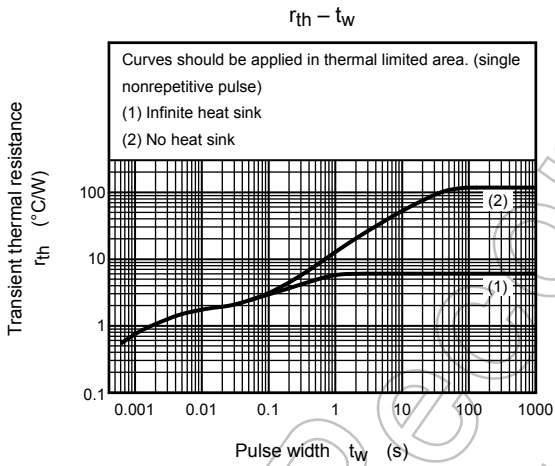 rth – tw
Curves should be applied in thermal limited area. (single
nonrepetitive pulse)
(1) Infinite heat sink
(2) No heat sink
Transient thermal resistance
rth (°C/W)
100
10
1
0.1
(2)
(1)
0.001 0.01 0.1 1 10 100 1000
Pulse width tw (s)